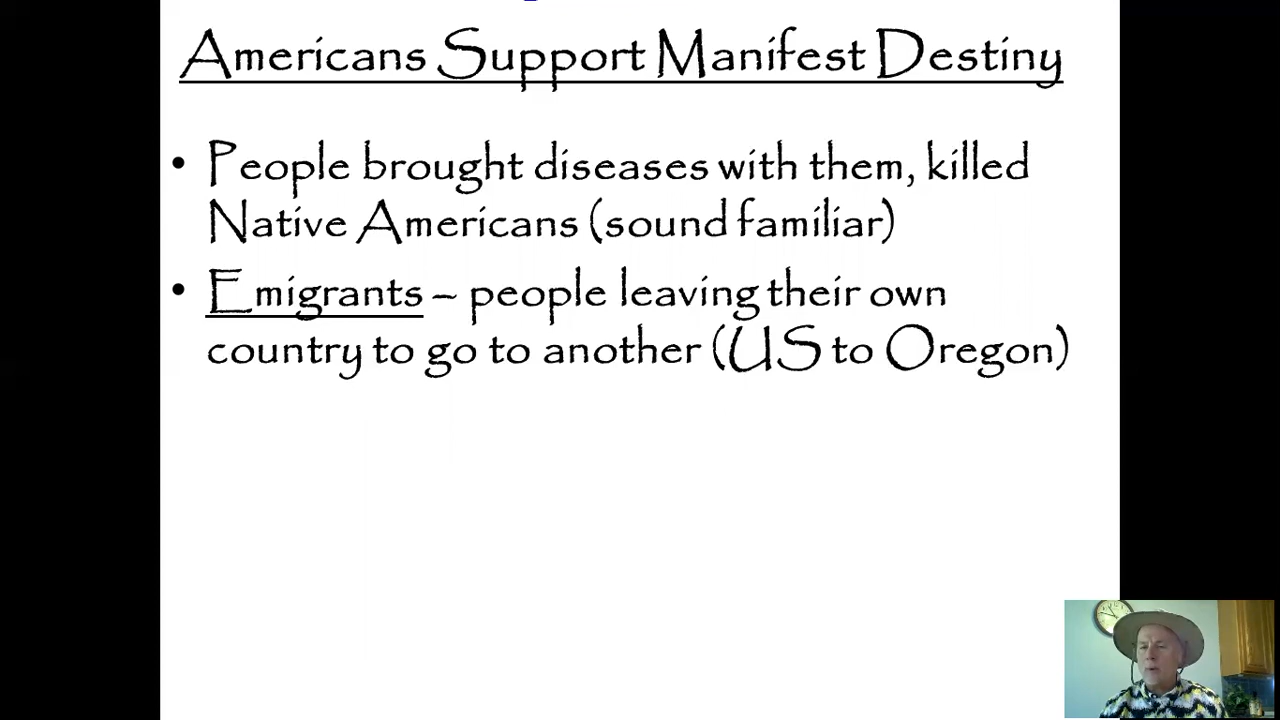 Americans Support Manifest Destiny
• People brought diseases with them, killed
Native Americans (sound familiar)
• Emigrants – people leaving their own
country to go to another (US to Oregon)